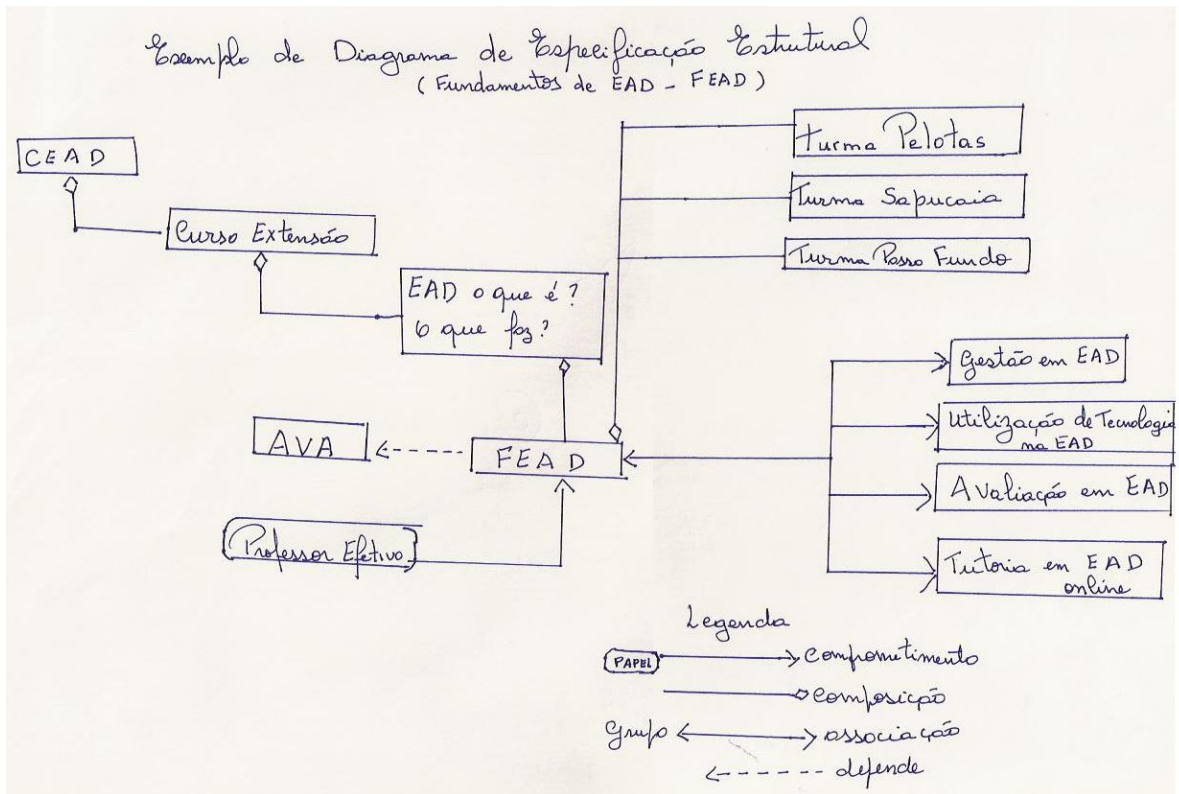 Exemplo de Diagrama de Especificação Estrutural
(Fundamentos de EAD - FEAD)
CEAD
Curso Extensão
EAD o que é?
O que faz?
AVA
FEAD
Professor Efetivo
Turma Pelotas
Turma Sapucaia
Turma Passo Fundo
Gestão em EAD
Utilização de Tecnologia
na EAD
Avaliação em EAD
Tutoria em EAD
online
Legenda
PAPEL comprometimento
composição
Grupo associação
depende